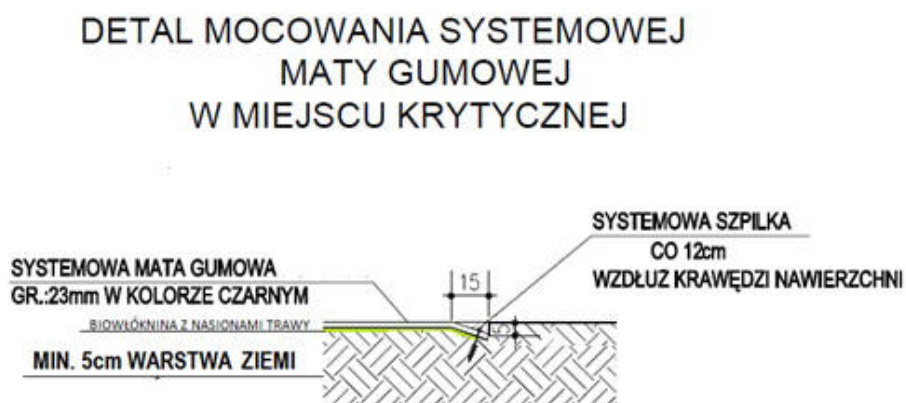 DETAL MOCOWANIA SYSTEMOWEJ
MATY GUMOWEJ
W MIEJSCU KRYTYCZNEJ
SYSTEMOWA SZPILKA
CO 12cm
WZDŁUZ KRAWĘDZI NAWIERZCHNI
SYSTEMOWA MATA GUMOWA
GR.:23mm W KOLORZE CZARNYM
15
BIOWŁÓKNINA Z NASIONAMI TRAWY
5
MIN. 5cm WARSTWA ZIEMI